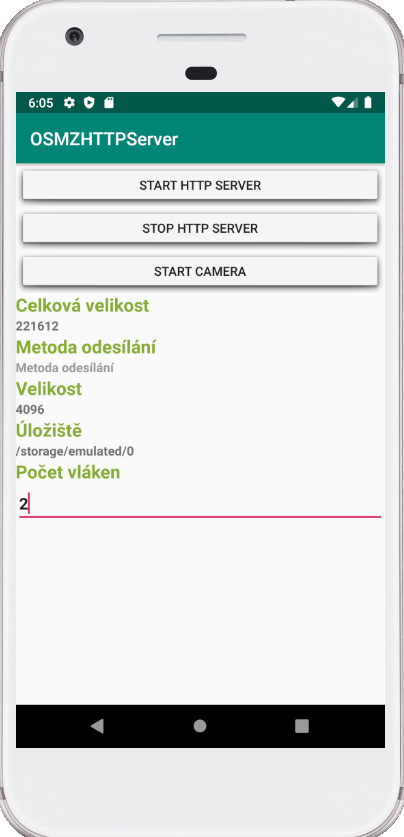 6:05
OSMZHTTPServer
START HTTP SERVER
STOP HTTP SERVER
START CAMERA
Celková velikost
221612
Metoda odesílání
Metoda odesílání
Velikost
4096
Úložiště
/storage/emulated/0
Počet vláken
2